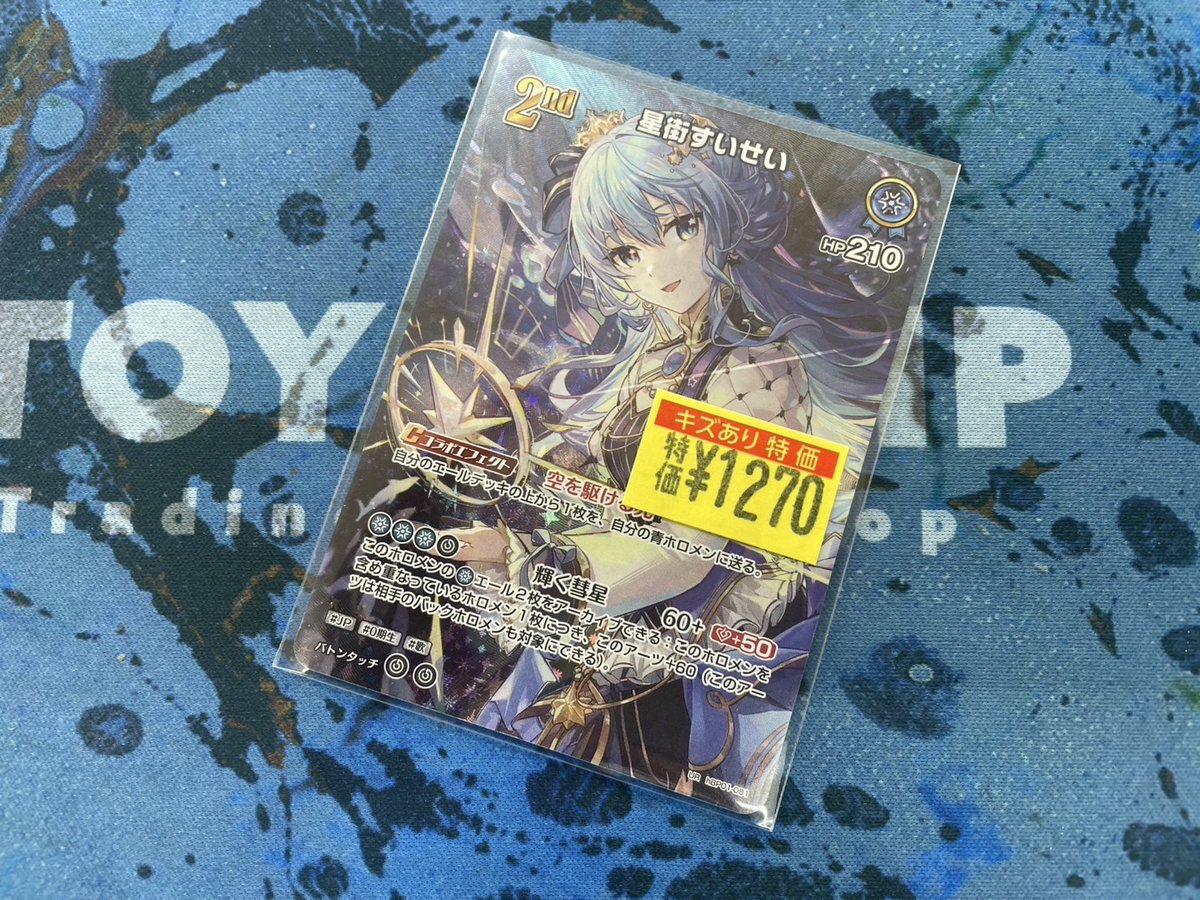 2nd
星街すいせい
HP210
TOY
P
Tradin
op
キズあり特価
特価 ¥1270
コラボエフェクト
空を駆ける
自分のエールデッキの上から1枚を、自分の青ホロメンに送る。
輝く彗星
60+
+50
このホロメンのエール2枚をアーカイブできる：このホロメンを
含め重なっているホロメン1枚につき、このアーツ+60（このアー
ツは相手のバックホロメンも対象にできる）。
#JP #0期生 #歌
バトンタッチ
UR hBP01-081